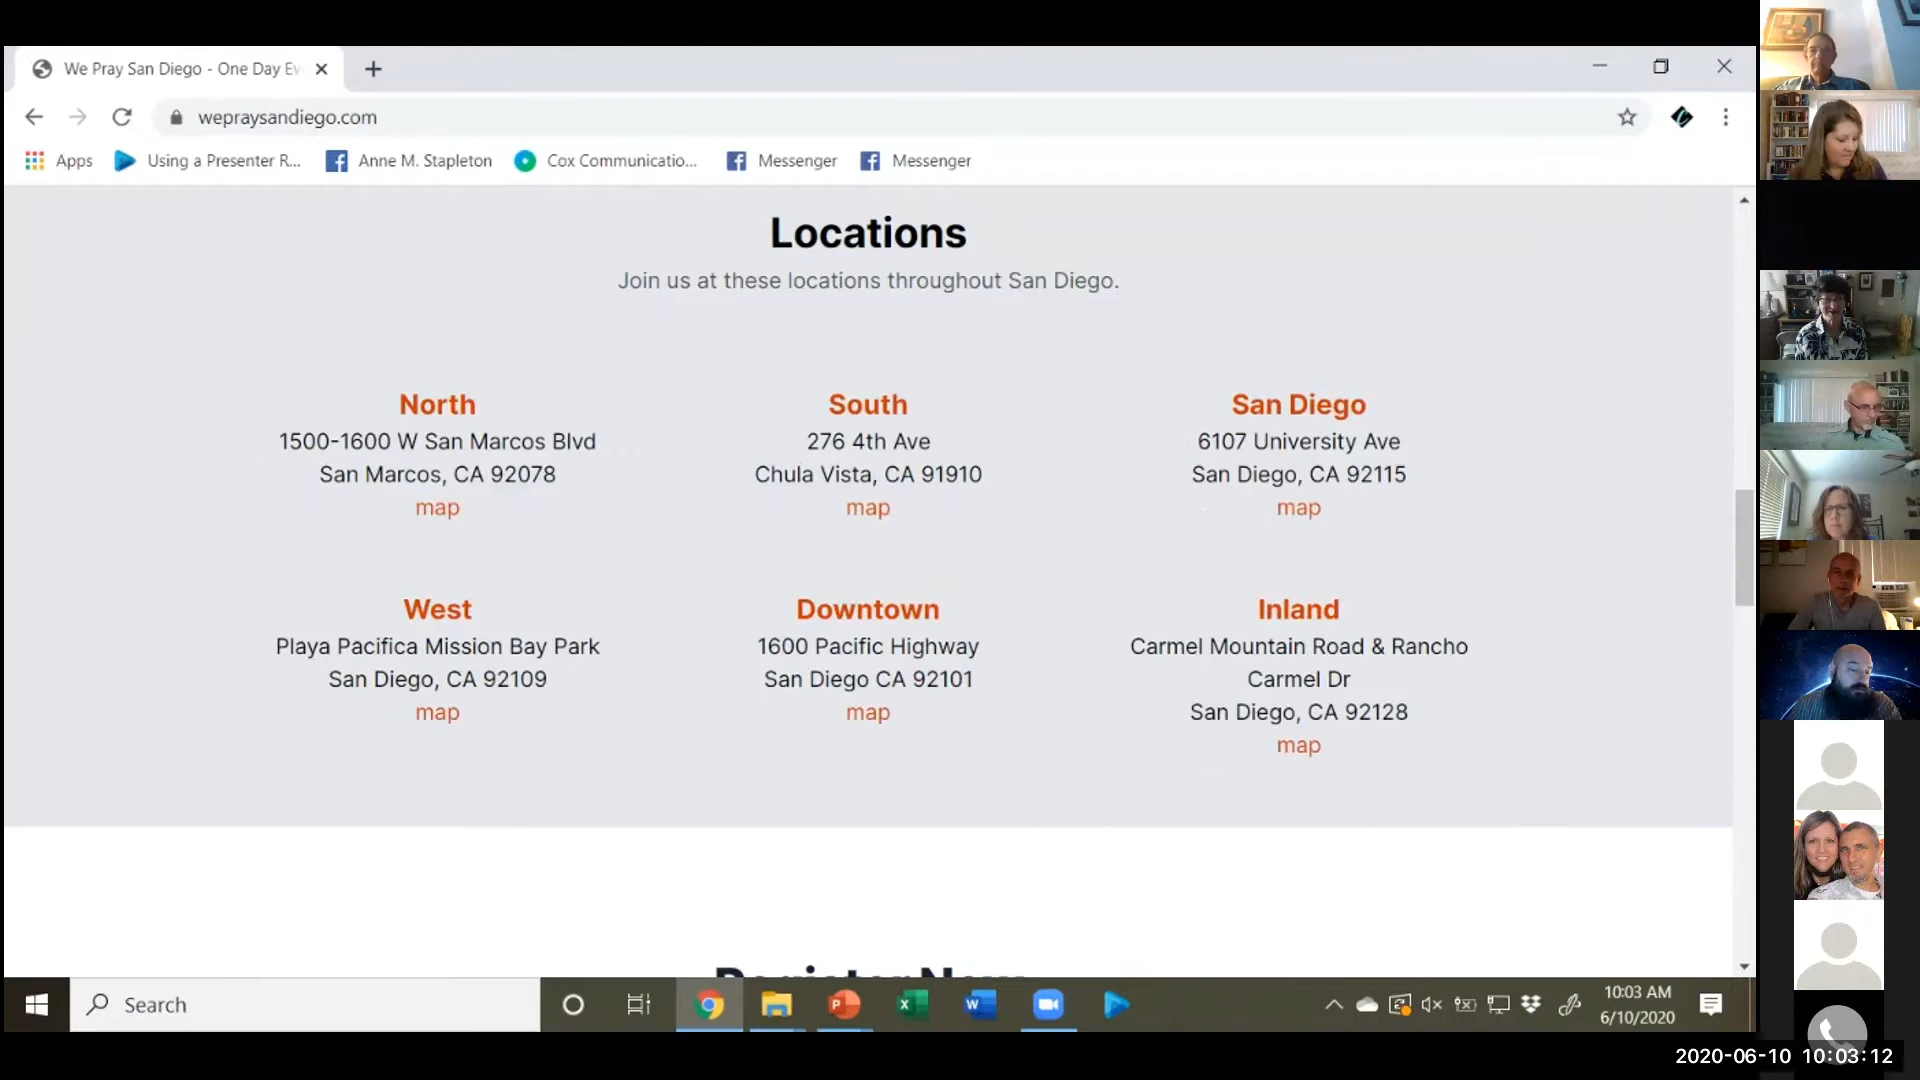 We Pray San Diego - One Day Ev
wepraysandiego.com
Apps
Using a Presenter R...
Anne M. Stapleton
Cox Communicatio...
Messenger
Messenger
Locations
Join us at these locations throughout San Diego.
North
1500-1600 W San Marcos Blvd
San Marcos, CA 92078
map
South
276 4th Ave
Chula Vista, CA 91910
map
San Diego
6107 University Ave
San Diego, CA 92115
map
West
Playa Pacifica Mission Bay Park
San Diego, CA 92109
map
Downtown
1600 Pacific Highway
San Diego CA 92101
map
Inland
Carmel Mountain Road & Rancho
Carmel Dr
San Diego, CA 92128
map
Register Now
Search
10:03 AM
6/10/2020
2020-06-10 10:03:12